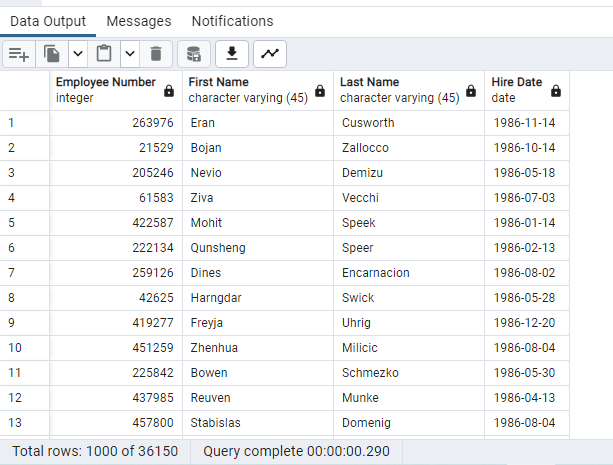 Data Output Messages Notifications
Employee Number First Name Last Name Hire Date
integer character varying (45) character varying (45) date
1 263976 Eran Cusworth 1986-11-14
2 21529 Bojan Zallocco 1986-10-14
3 205246 Nevio Demizu 1986-05-18
4 61583 Ziva Vecchi 1986-07-03
5 422587 Mohit Speek 1986-01-14
6 222134 Qunsheng Speer 1986-02-13
7 259126 Dines Encarnacion 1986-08-02
8 42625 Harngdar Swick 1986-05-28
9 419277 Freyja Uhrig 1986-12-20
10 451259 Zhenhua Milicic 1986-08-04
11 225842 Bowen Schmezko 1986-05-30
12 437985 Reuven Munke 1986-04-13
13 457800 Stabislas Domenig 1986-08-04
Total rows: 1000 of 36150 Query complete 00:00:00.290